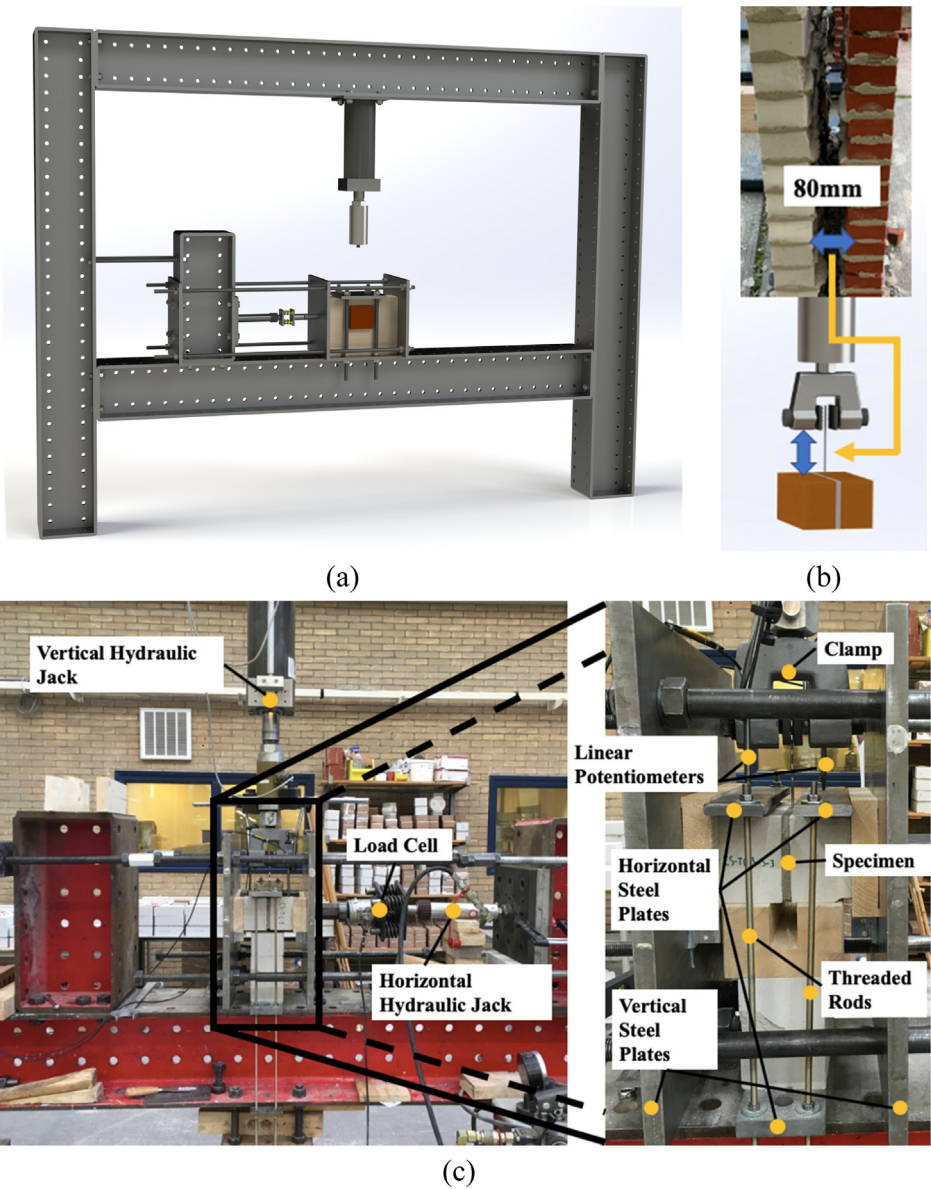 80mm
(a)
(b)
Vertical Hydraulic
Jack
Load Cell
Horizontal
Hydraulic Jack
Clamp
Linear
Potentiometers
Specimen
Horizontal
Steel
Plates
Threaded
Rods
Vertical
Steel
Plates
(c)